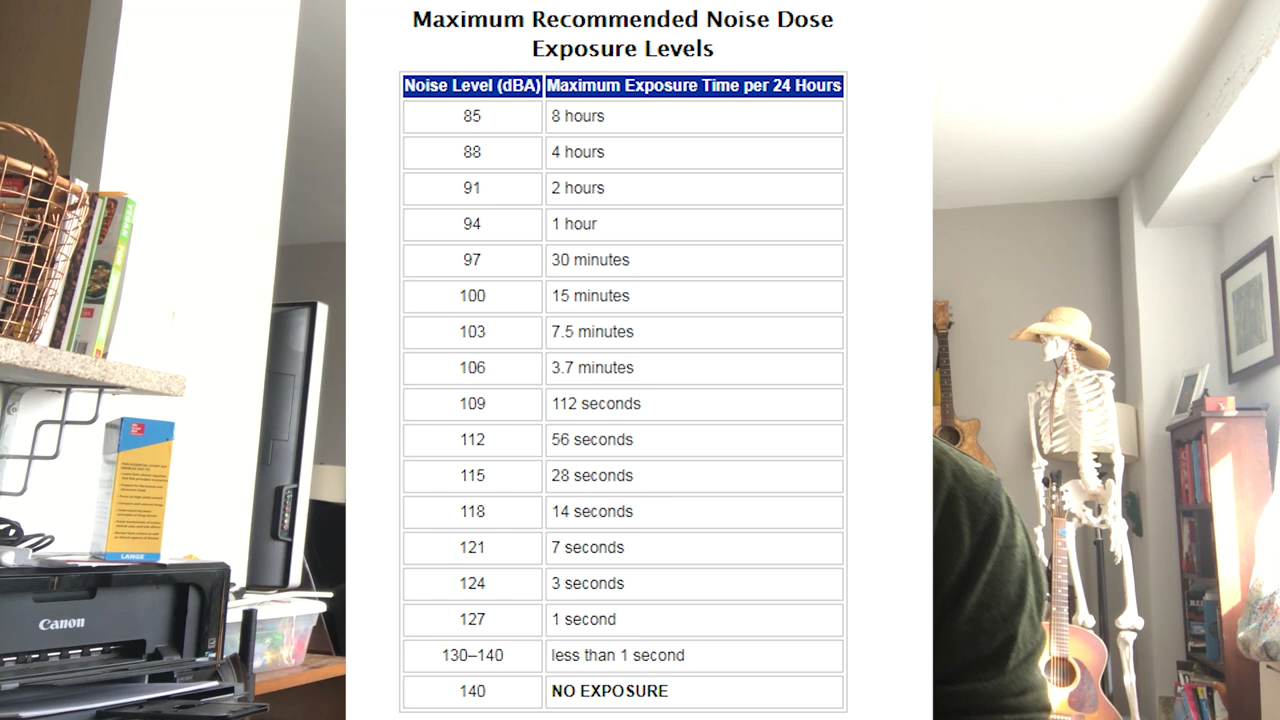 Maximum Recommended Noise Dose
Exposure Levels
Noise Level (dBA) Maximum Exposure Time per 24 Hours
85 8 hours
88 4 hours
91 2 hours
94 1 hour
97 30 minutes
100 15 minutes
103 7.5 minutes
106 3.7 minutes
109 112 seconds
112 56 seconds
115 28 seconds
118 14 seconds
121 7 seconds
124 3 seconds
127 1 second
130–140 less than 1 second
140 NO EXPOSURE
LANGE
Canon